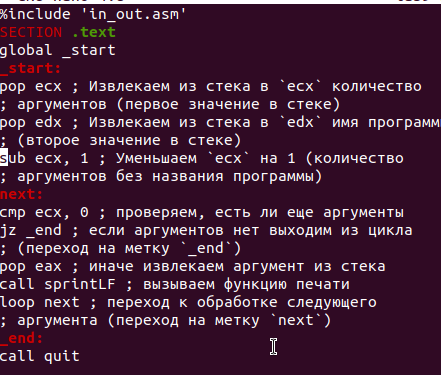 %include 'in_out.asm'
SECTION .text
global _start
_start:
pop ecx ; Извлекаем из стека в `ecx` количество
; аргументов (первое значение в стеке)
pop edx ; Извлекаем из стека в `edx` имя программ
; (второе значение в стеке)
sub ecx, 1 ; Уменьшаем `ecx` на 1 (количество
; аргументов без названия программы)
next:
cmp ecx, 0 ; проверяем, есть ли еще аргументы
jz _end ; если аргументов нет выходим из цикла
; (переход на метку `_end`)
pop eax ; иначе извлекаем аргумент из стека
call sprintLF ; вызываем функцию печати
loop next ; переход к обработке следующего
; аргумента (переход на метку `next`)
_end:
call quit